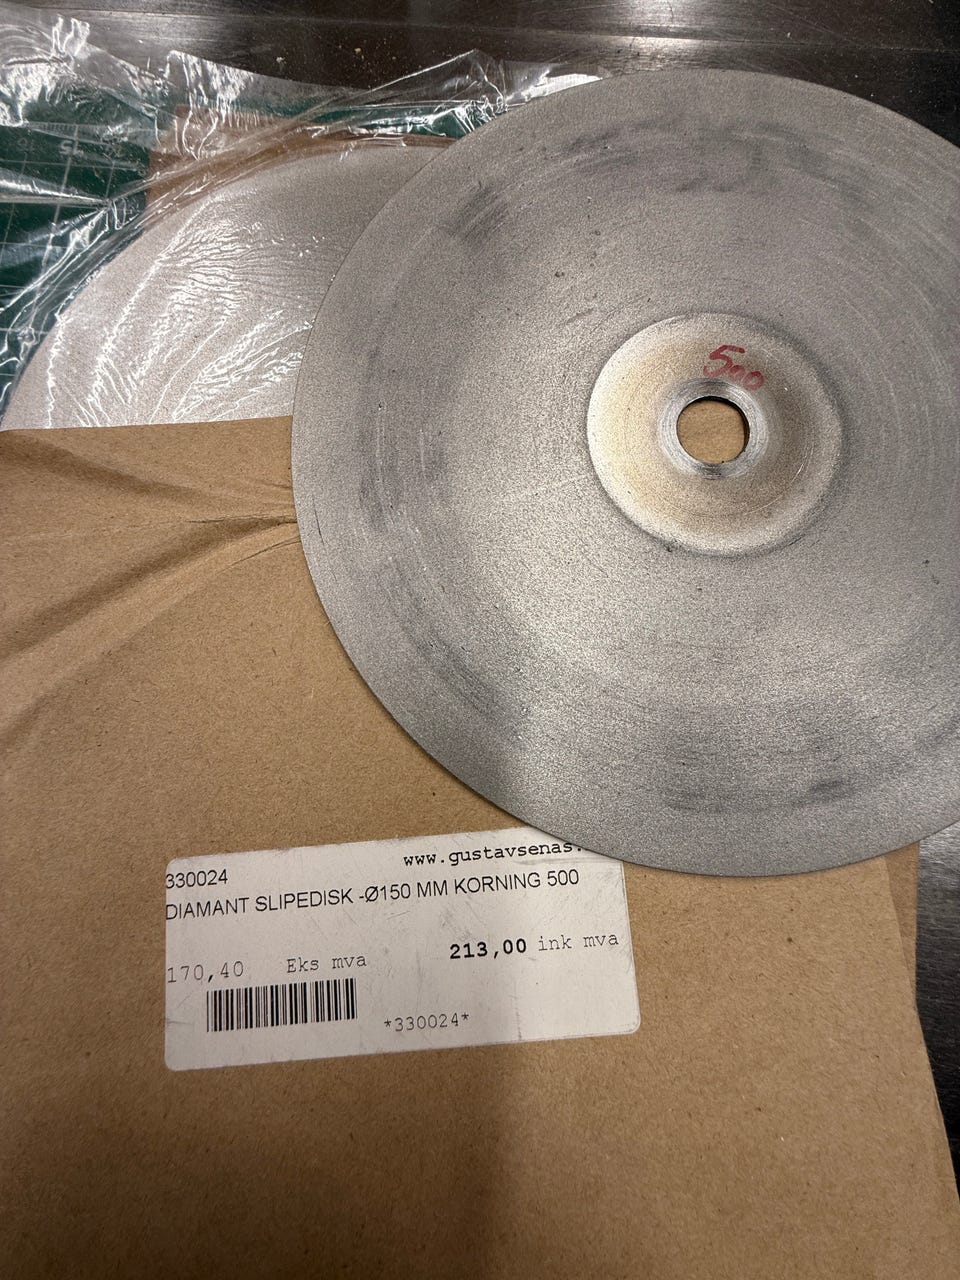 500
www.gustavsenas.
330024
DIAMANT SLIPEDISK -Ø150 MM KORNING 500
213,00 ink mva
170,40 Eks mva
*330024*